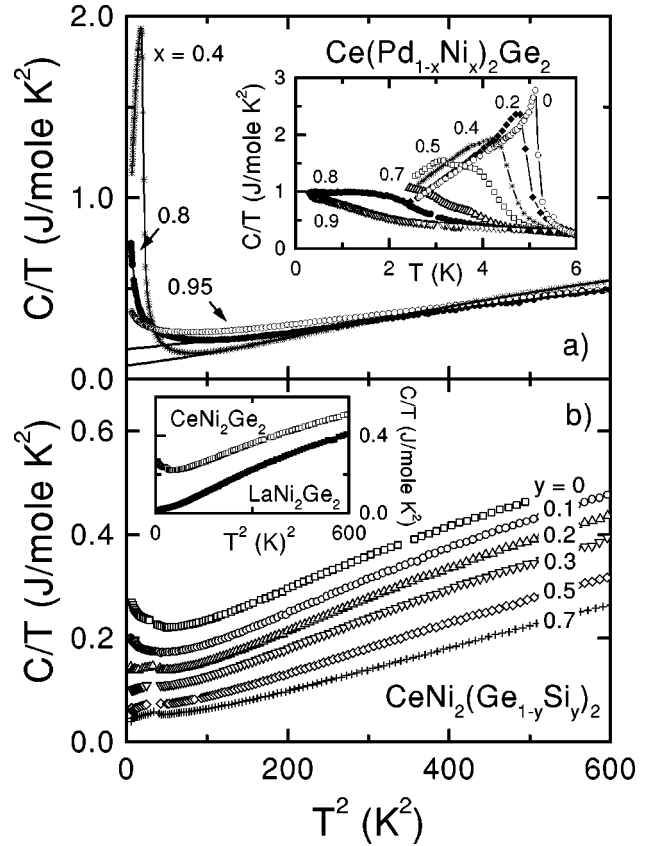 a)
Ce(Pd1-xNix)2Ge2
x = 0.4
0.8
0.95
C/T (J/mole K²)
2.0
1.0
0.0
C/T (J/mole K²)
3
2
1
0
0.9
0.8
0.7
0.5
0.4
0.2
0
0 2 4 6
T (K)
b)
CeNi2Ge2
LaNi2Ge2
C/T (J/mole K²)
0.4
0.0
0 600
T² (K)²
y = 0
0.1
0.2
0.3
0.5
0.7
CeNi2(Ge1-ySiy)2
C/T (J/mole K²)
0.6
0.4
0.2
0.0
0 200 400 600
T² (K²)